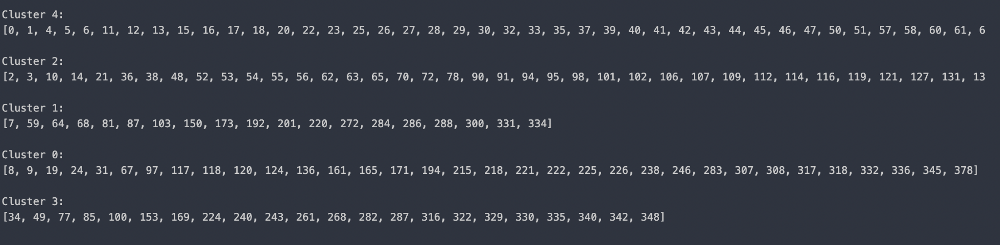 Cluster 4:
[0, 1, 4, 5, 6, 11, 12, 13, 15, 16, 17, 18, 20, 22, 23, 25, 26, 27, 28, 29, 30, 32, 33, 35, 37, 39, 40, 41, 42, 43, 44, 45, 46, 47, 50, 51, 57, 58, 60, 61, 6
Cluster 2:
[2, 3, 10, 14, 21, 36, 38, 48, 52, 53, 54, 55, 56, 62, 63, 65, 70, 72, 78, 90, 91, 94, 95, 98, 101, 102, 106, 107, 109, 112, 114, 116, 119, 121, 127, 131, 13
Cluster 1:
[7, 59, 64, 68, 81, 87, 103, 150, 173, 192, 201, 220, 272, 284, 286, 288, 300, 331, 334]
Cluster 0:
[8, 9, 19, 24, 31, 67, 97, 117, 118, 120, 124, 136, 161, 165, 171, 194, 215, 218, 221, 222, 225, 226, 238, 246, 283, 307, 308, 317, 318, 332, 336, 345, 378]
Cluster 3:
[34, 49, 77, 85, 100, 153, 169, 224, 240, 243, 261, 268, 282, 287, 316, 322, 329, 330, 335, 340, 342, 348]